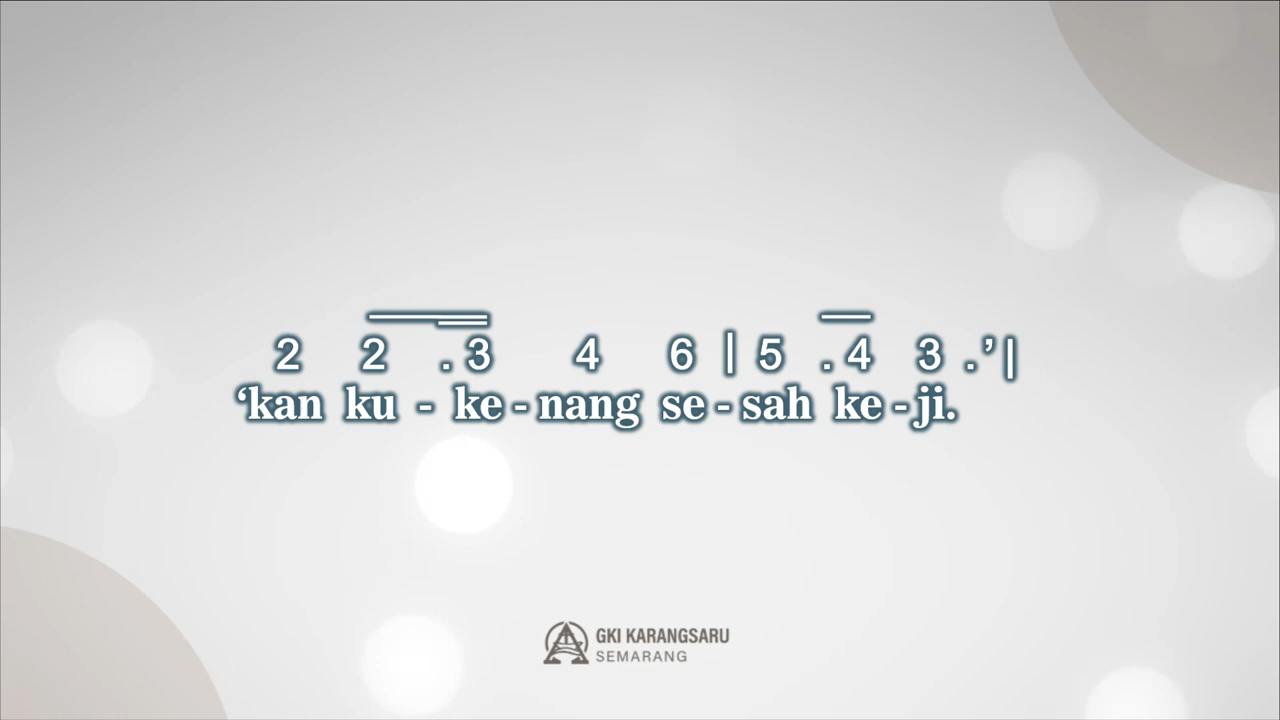 2 2 . 3 4 6 | 5 . 4 3 . ’ |
‘kan ku - ke - nang se - sah ke - ji.
GKI KARANGSARU
SEMARANG